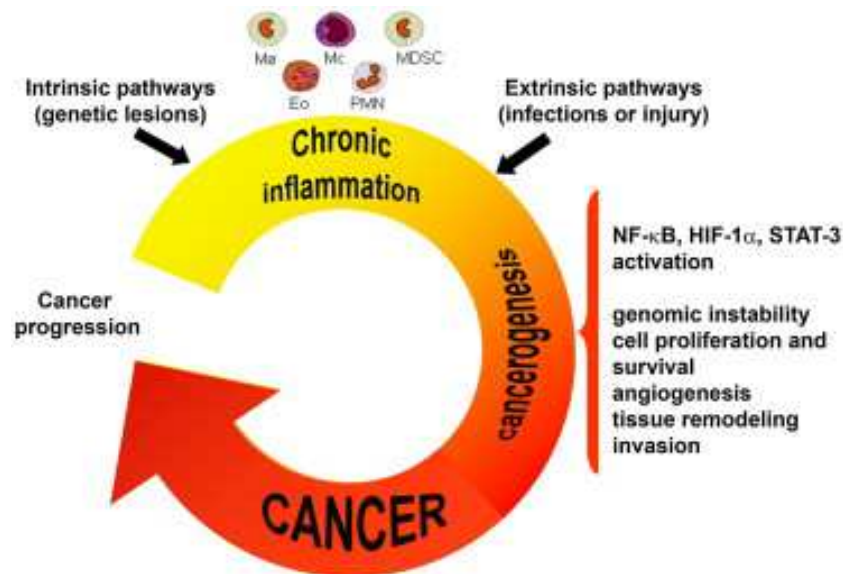 Ma Mc MDSC
Eo PMN
Intrinsic pathways
(genetic lesions)
Extrinsic pathways
(infections or injury)
Chronic
inflammation
cancerogenesis
NF-κB, HIF-1α, STAT-3
activation
genomic instability
cell proliferation and
survival
angiogenesis
tissue remodeling
invasion
CANCER
Cancer
progression